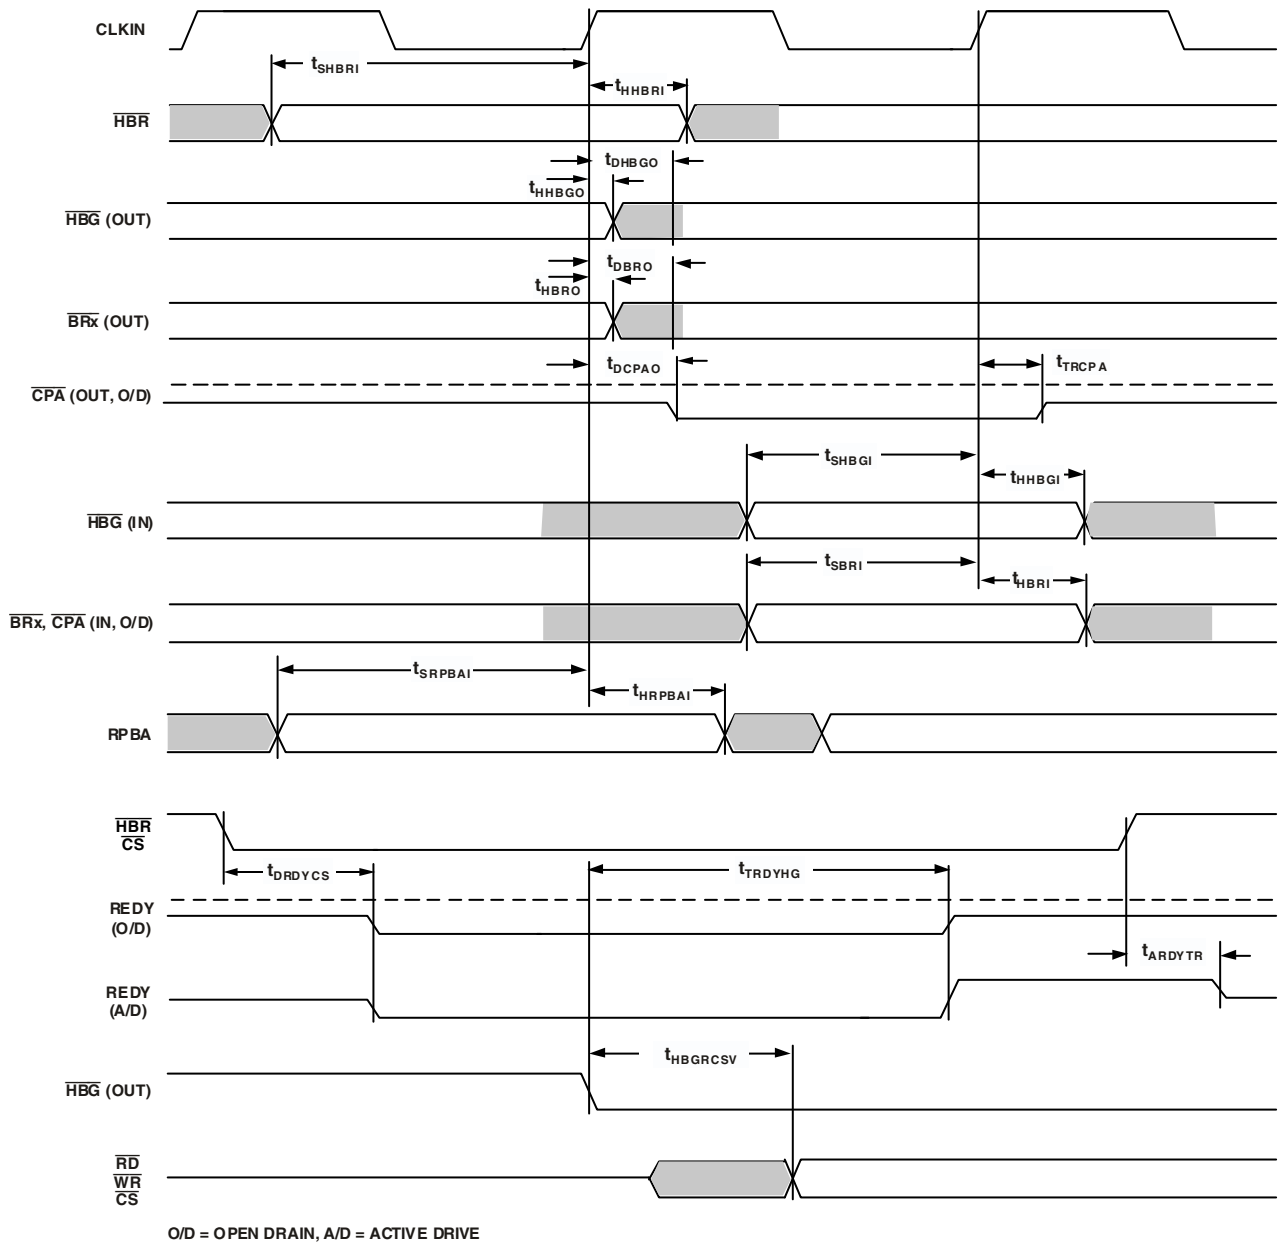 CLKIN
tSHBRI
tHHBRI
HBR
tDHBGO
tHHBGO
HBG (OUT)
tDBRO
tHBRO
BRx (OUT)
tDCPAO
tTRCPA
CPA (OUT, O/D)
tSHBGI
tHHBGI
HBG (IN)
tSBRI
tHBRI
BRx, CPA (IN, O/D)
tSRPBAI
tHRPBAI
RPBA
HBR
CS
tDRDYCS
tTRDYHG
REDY
(O/D)
tARDYTR
REDY
(A/D)
tHBGRCSV
HBG (OUT)
RD
WR
CS
O/D = OPEN DRAIN, A/D = ACTIVE DRIVE